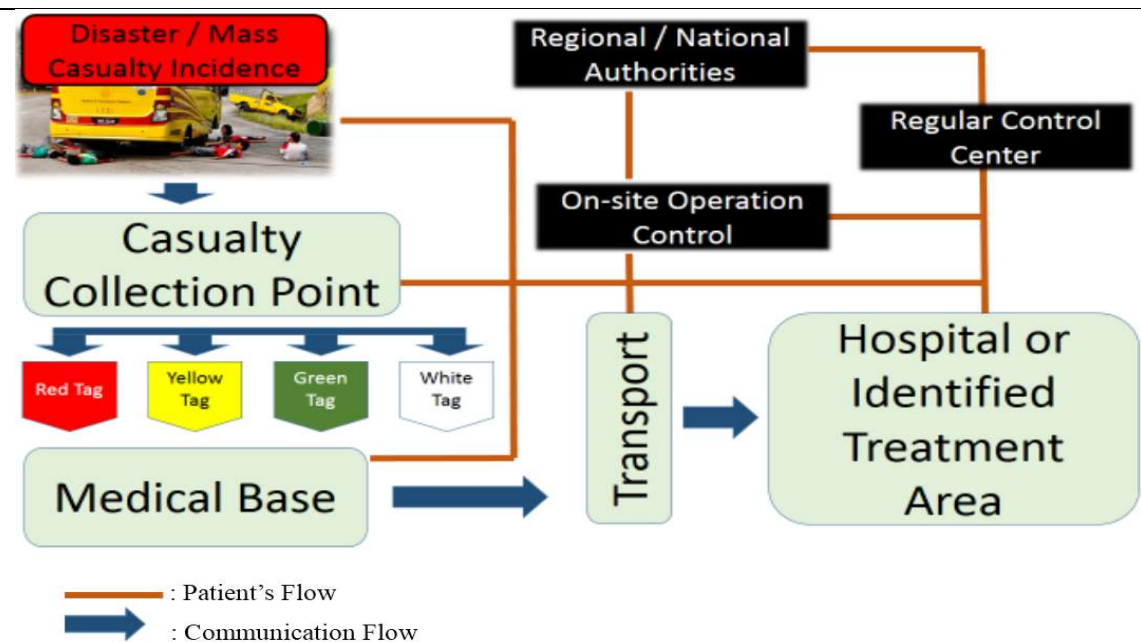 Disaster / Mass
Casualty Incidence
Regional / National
Authorities
Regular Control
Center
On-site Operation
Control
Casualty
Collection Point
Red Tag
Yellow
Tag
Green
Tag
White
Tag
Medical Base
Transport
Hospital or
Identified
Treatment
Area
: Patient’s Flow
: Communication Flow